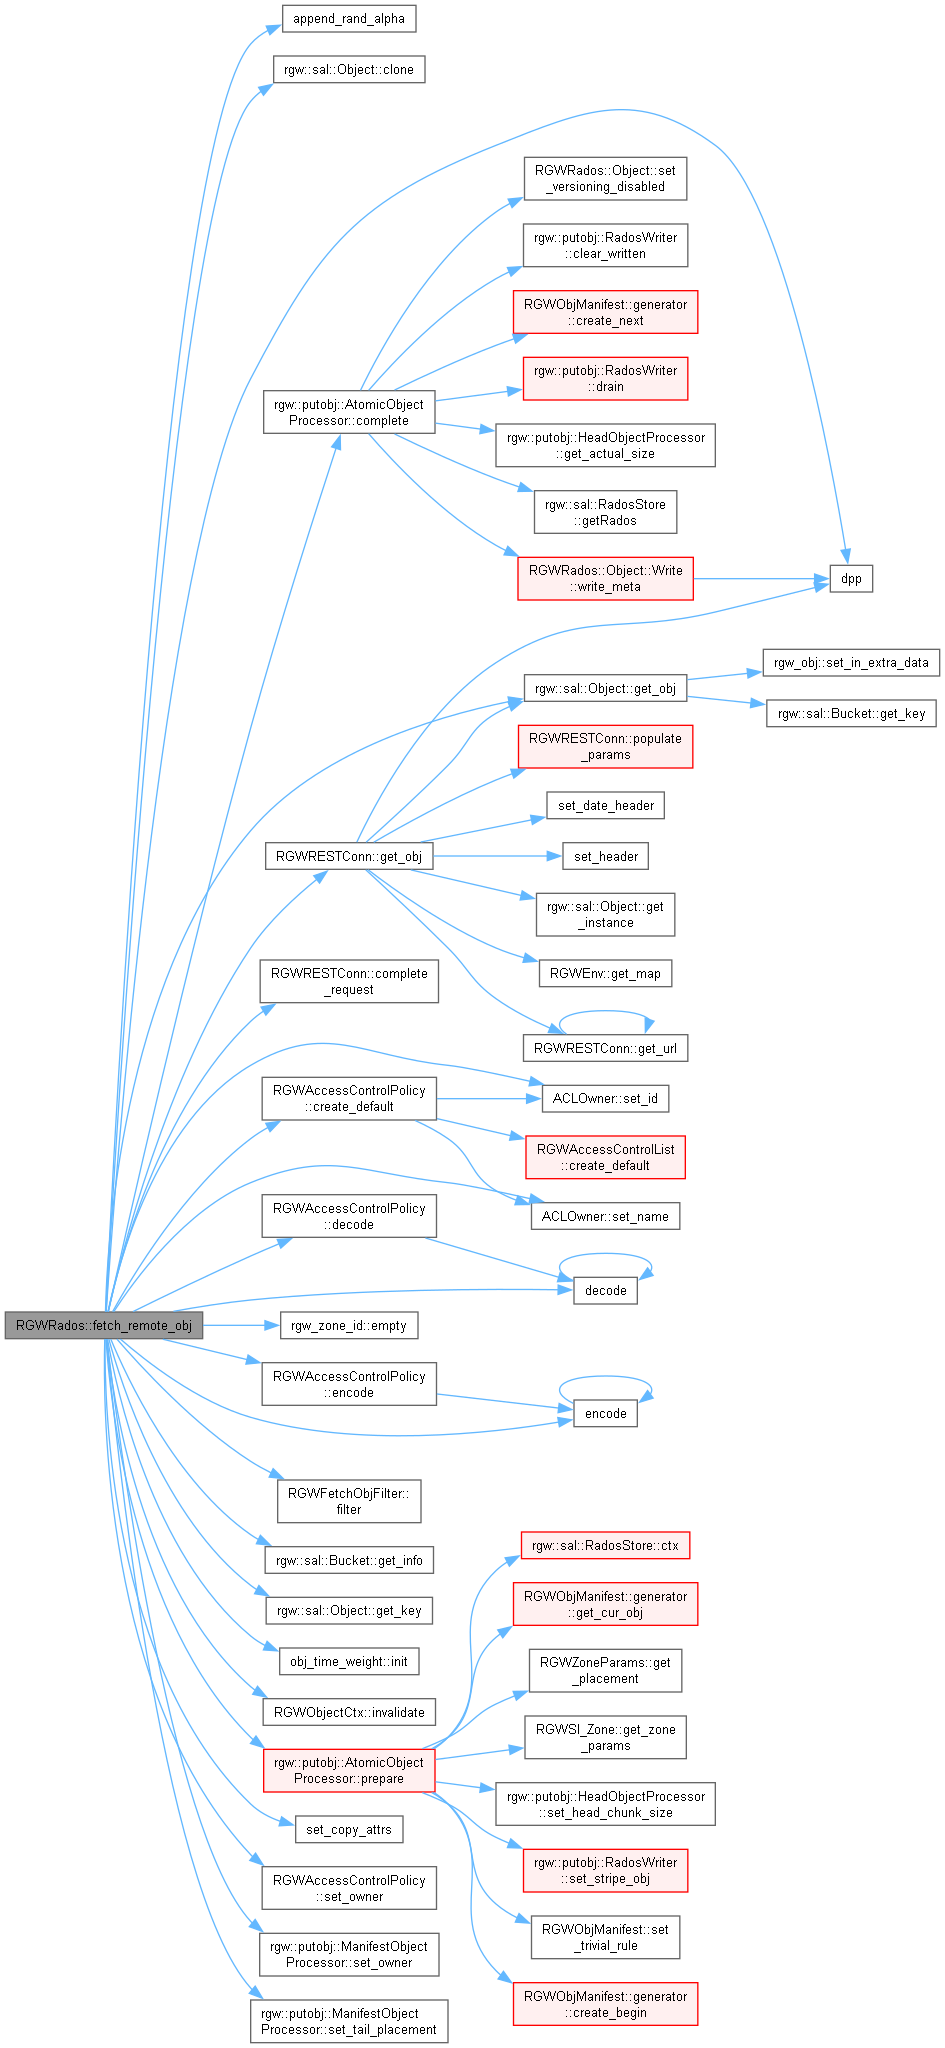 append_rand_alpha
rgw::sal::Object::clone
RGWRados::Object::set
_versioning_disabled
rgw::putobj::RadosWriter
::clear_written
RGWObjManifest::generator
::create_next
rgw::putobj::RadosWriter
::drain
rgw::putobj::AtomicObject
Processor::complete
rgw::putobj::HeadObjectProcessor
::get_actual_size
rgw::sal::RadosStore
::getRados
RGWRados::Object::Write
::write_meta
dpp
rgw_obj::set_in_extra_data
rgw::sal::Object::get_obj
rgw::sal::Bucket::get_key
RGWRESTConn::populate
_params
set_date_header
RGWRESTConn::get_obj
set_header
rgw::sal::Object::get
_instance
RGWRESTConn::complete
_request
RGWEnv::get_map
RGWRESTConn::get_url
RGWAccessControlPolicy
::create_default
ACLOwner::set_id
RGWAccessControlList
::create_default
RGWAccessControlPolicy
::decode
ACLOwner::set_name
decode
RGWRados::fetch_remote_obj
rgw_zone_id::empty
RGWAccessControlPolicy
::encode
encode
RGWFetchObjFilter::
filter
rgw::sal::Bucket::get_info
rgw::sal::RadosStore::ctx
rgw::sal::Object::get_key
RGWObjManifest::generator
::get_cur_obj
obj_time_weight::init
RGWZoneParams::get
_placement
RGWObjectCtx::invalidate
RGWSI_Zone::get_zone
_params
rgw::putobj::AtomicObject
Processor::prepare
rgw::putobj::HeadObjectProcessor
::set_head_chunk_size
set_copy_attrs
rgw::putobj::RadosWriter
::set_stripe_obj
RGWAccessControlPolicy
::set_owner
RGWObjManifest::set
_trivial_rule
rgw::putobj::ManifestObject
Processor::set_owner
RGWObjManifest::generator
::create_begin
rgw::putobj::ManifestObject
Processor::set_tail_placement